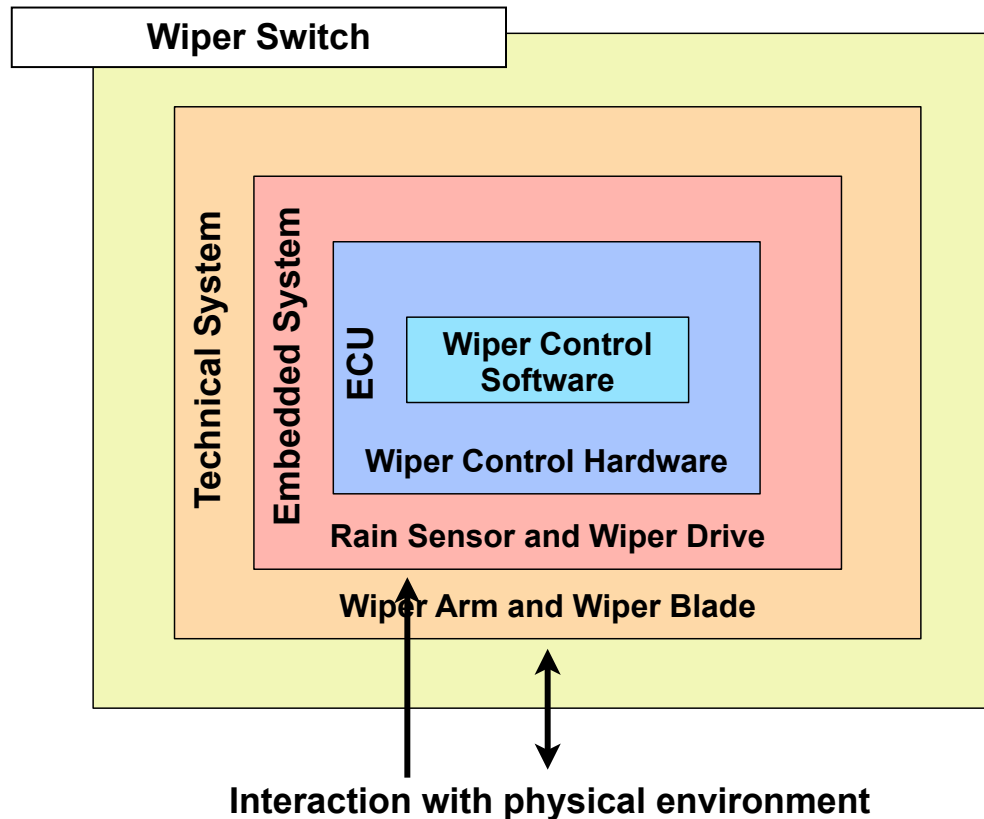 Wiper Switch
Technical System
Embedded System
ECU
Wiper Control
Software
Wiper Control Hardware
Rain Sensor and Wiper Drive
Wiper Arm and Wiper Blade
Interaction with physical environment